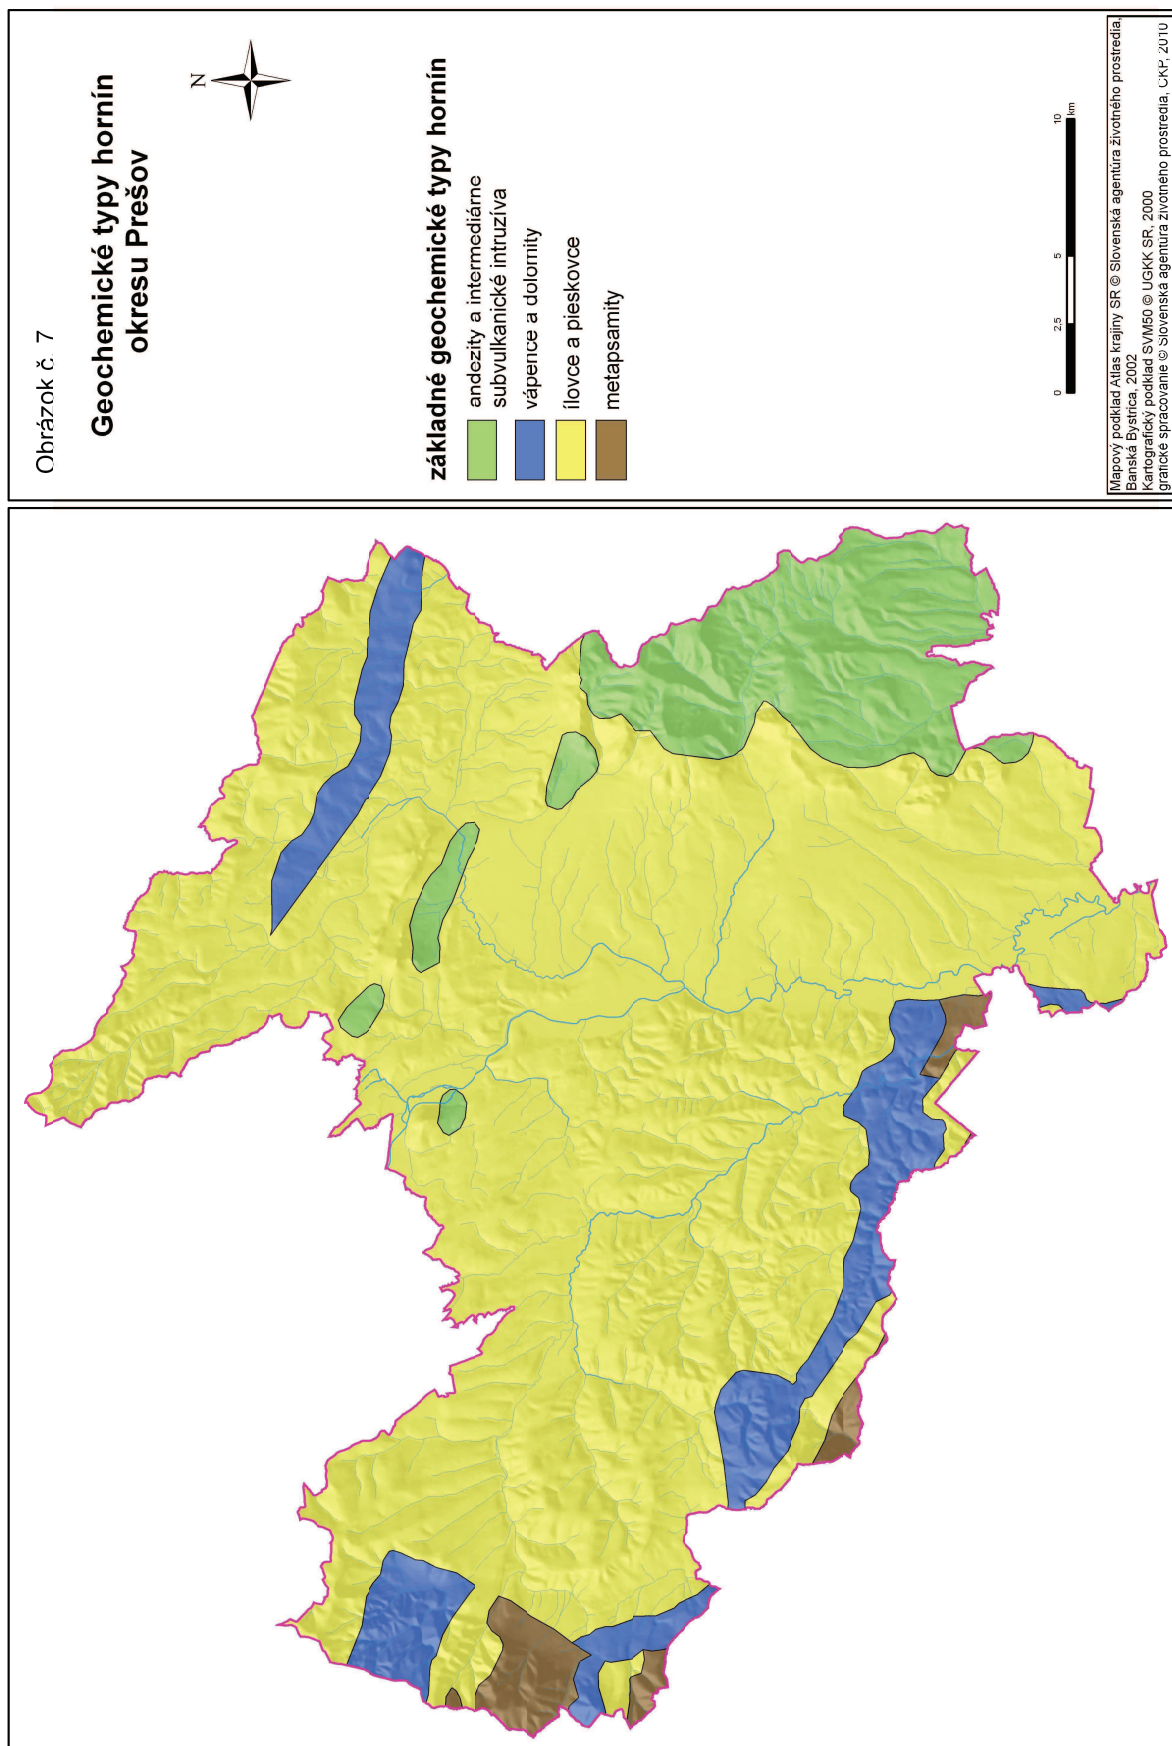 Obrázok č. 7
Geochemické typy hornín
okresu Prešov
N
základné geochemické typy hornín
andezity a intermediárne
subvulkanické intruzíva
vápence a dolomity
ílovce a pieskovce
metapsamity
0 2,5 5 10
km
Mapový podklad Atlas krajiny SR © Slovenská agentúra životného prostredia,
Banská Bystrica, 2002
Kartografický podklad SVM50 © UGKK SR, 2000
grafické spracovanie © Slovenská agentúra životného prostredia, CKP, 2010